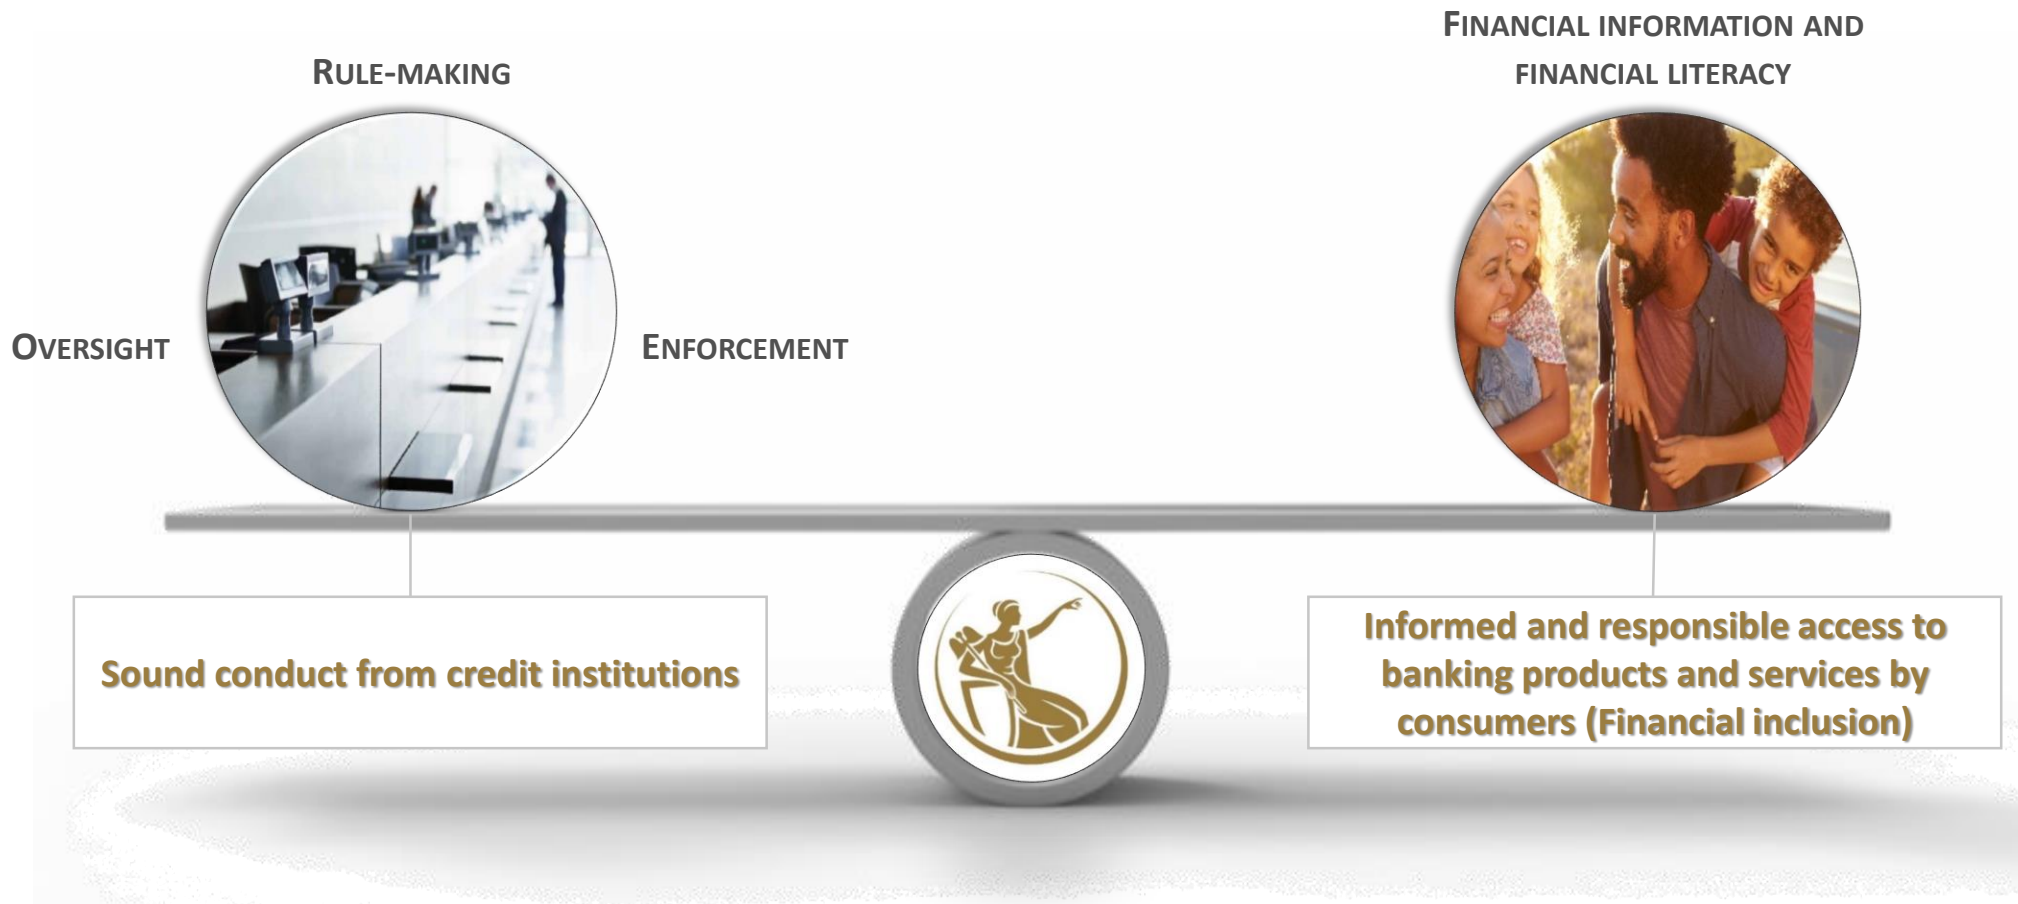 RULE-MAKING
OVERSIGHT
ENFORCEMENT
Sound conduct from credit institutions
FINANCIAL INFORMATION AND
FINANCIAL LITERACY
Informed and responsible access to
banking products and services by
consumers (Financial inclusion)